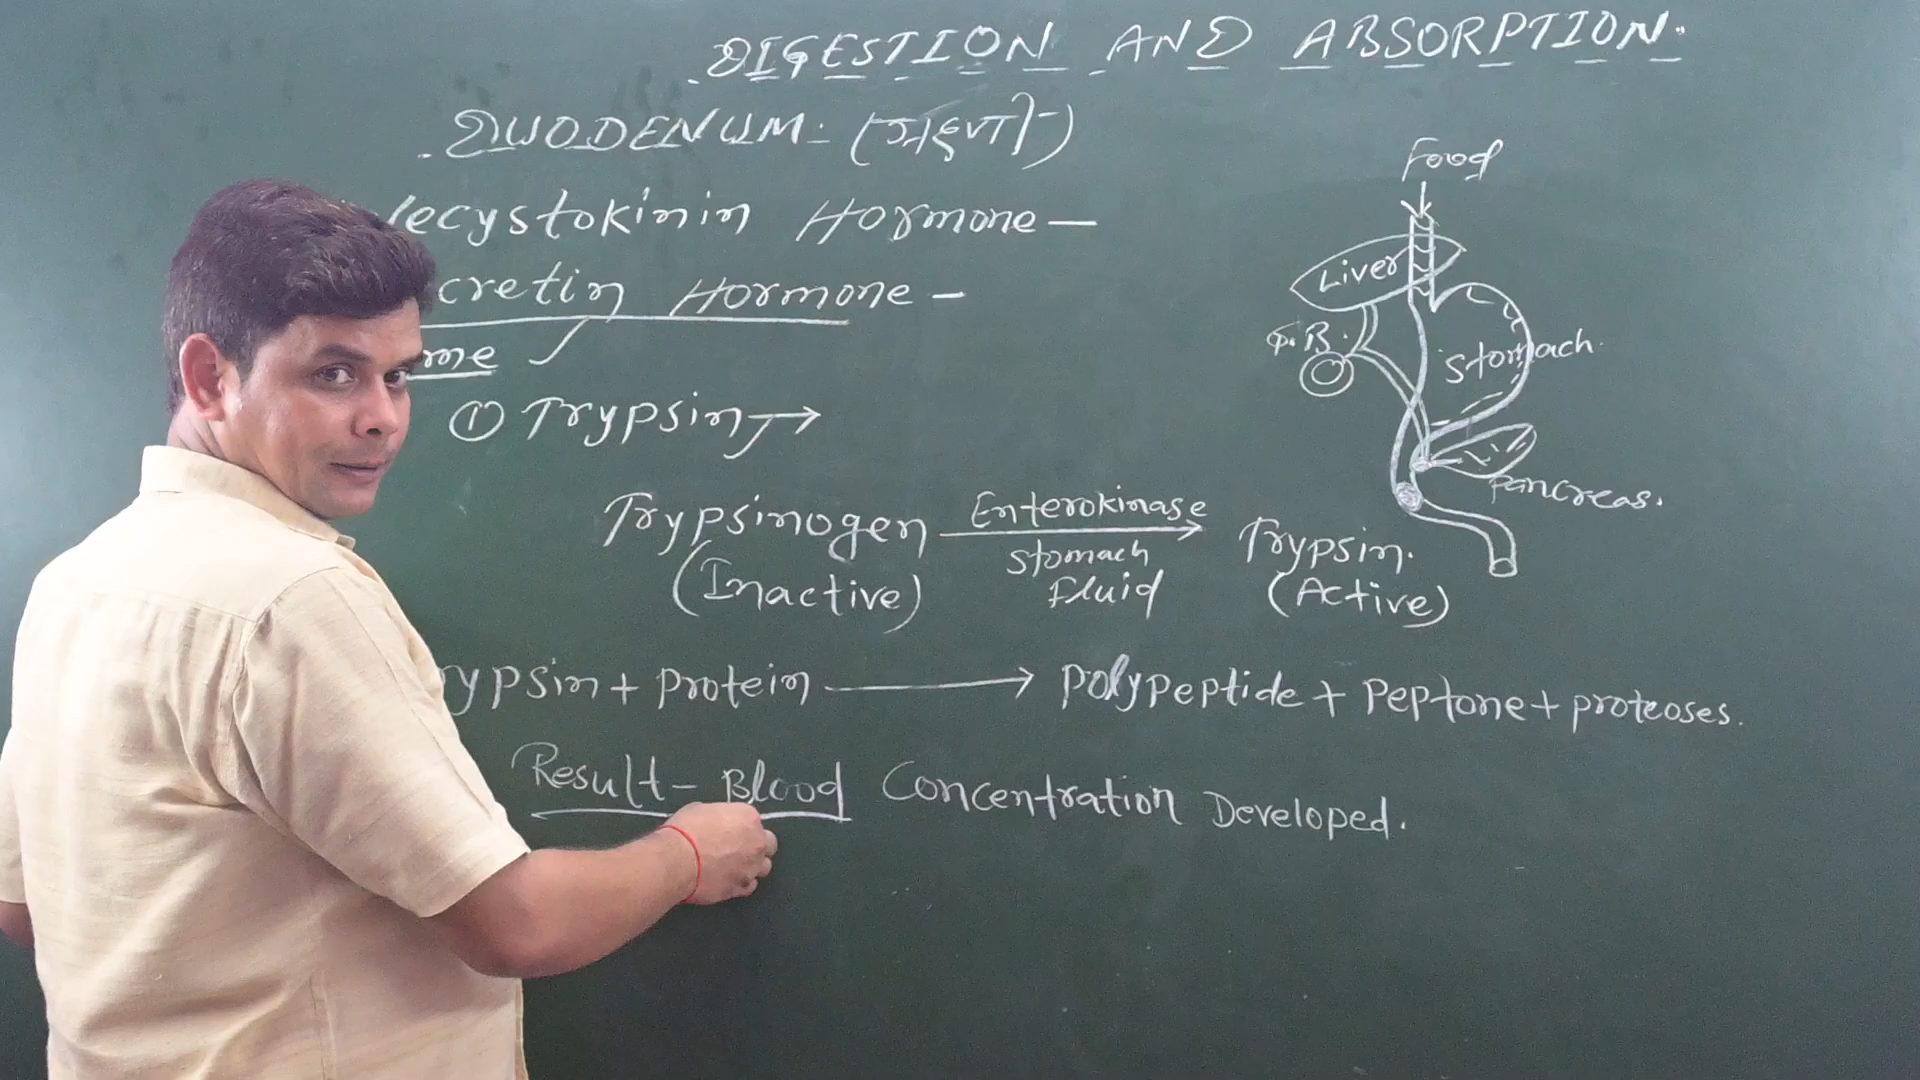 DIGESTION AND ABSORPTION.
DUODENUM:- (ग्रहणी)
lecystokinin Hormone —
cretin Hormone -
me
① Trypsin →
Trypsinogen Enterokinase Trypsin.
Stomach Fluid
(Inactive) (Active)
rypsin + protein → polypeptide + peptone + proteoses.
Result - Blood Concentration Developed.
Food
Liver
G.B.
Stomach
Pancreas.